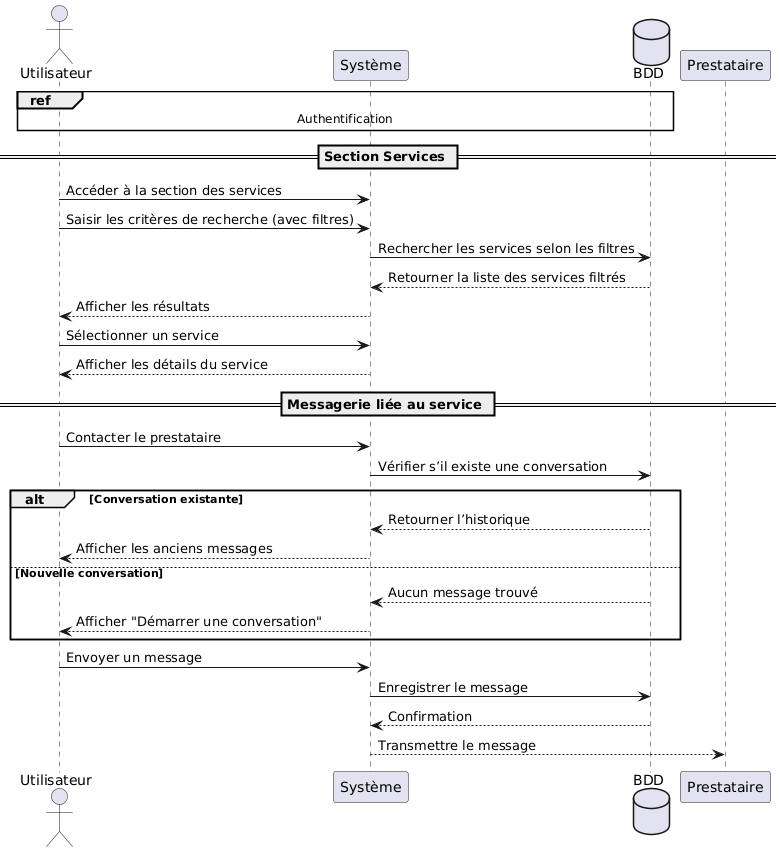 Utilisateur
Système
BDD
Prestataire
ref
Authentification
Section Services
Accéder à la section des services
Saisir les critères de recherche (avec filtres)
Rechercher les services selon les filtres
Retourner la liste des services filtrés
Afficher les résultats
Sélectionner un service
Afficher les détails du service
Messagerie liée au service
Contacter le prestataire
Vérifier s’il existe une conversation
alt
[Conversation existante]
Retourner l’historique
Afficher les anciens messages
[Nouvelle conversation]
Aucun message trouvé
Afficher "Démarrer une conversation"
Envoyer un message
Enregistrer le message
Confirmation
Transmettre le message
Utilisateur
Système
BDD
Prestataire